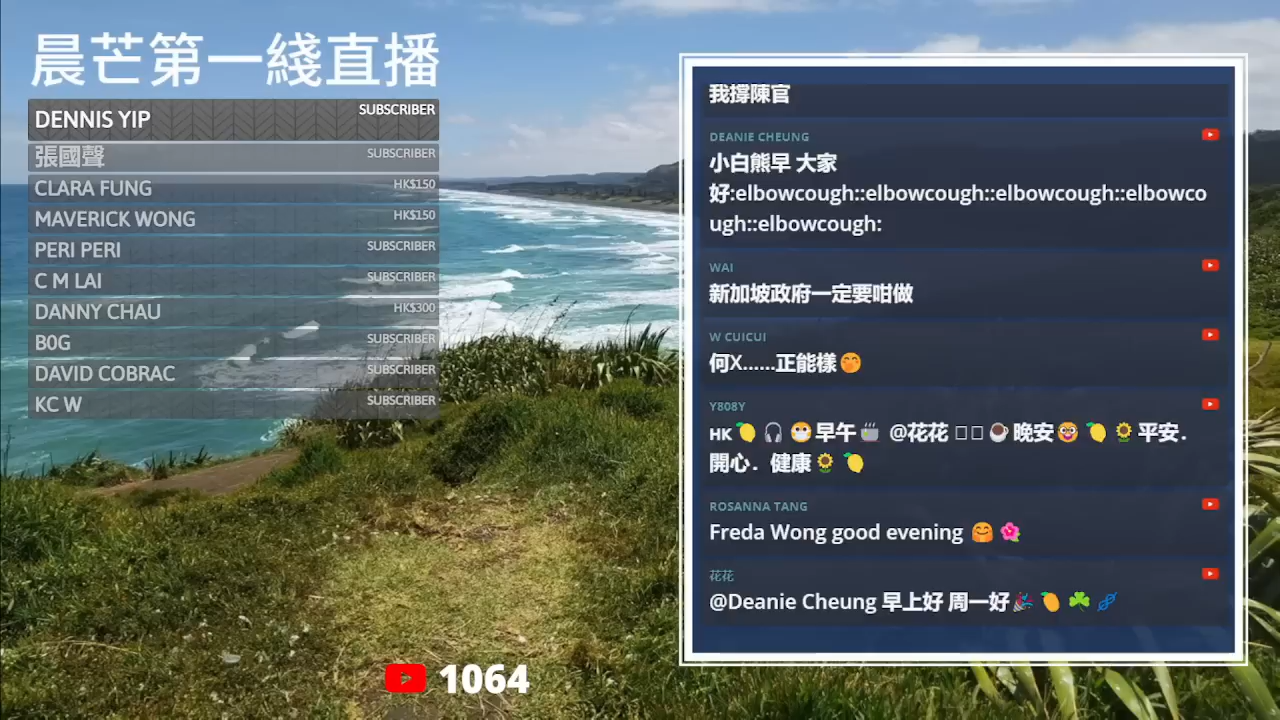 晨芒第一綫直播
DENNIS YIP SUBSCRIBER
張國聲 SUBSCRIBER
CLARA FUNG HK$150
MAVERICK WONG HK$150
PERI PERI SUBSCRIBER
C M LAI SUBSCRIBER
DANNY CHAU HK$300
B0G SUBSCRIBER
DAVID COBRAC SUBSCRIBER
KC W SUBSCRIBER
1064
我撐陳官
DEANIE CHEUNG
小白熊早 大家
好:elbowcough::elbowcough::elbowcough::elbowco
ugh::elbowcough:
WAI
新加坡政府一定要咁做
W CUICUI
何X......正能樣🤭
Y808Y
HK🍋 🎧 😷早午🍵 @花花 ☕晚安🤡 🍋 🌻平安．
開心．健康🌻 🍋
ROSANNA TANG
Freda Wong good evening 🤗 🌺
花花
@Deanie Cheung 早上好 周一好🎉 🥭 ☘️ 🧬